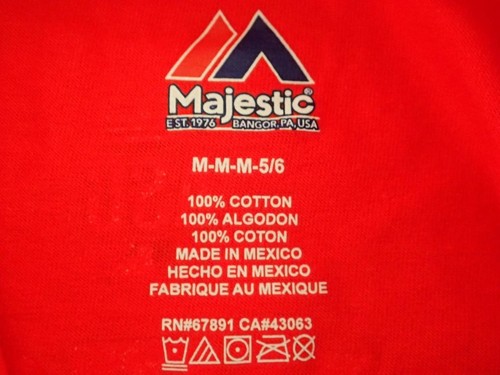 Majestic®
EST. 1976 BANGOR, PA, USA
M-M-M-5/6
100% COTTON
100% ALGODON
100% COTON
MADE IN MEXICO
HECHO EN MEXICO
FABRIQUE AU MEXIQUE
RN#67891 CA#43063